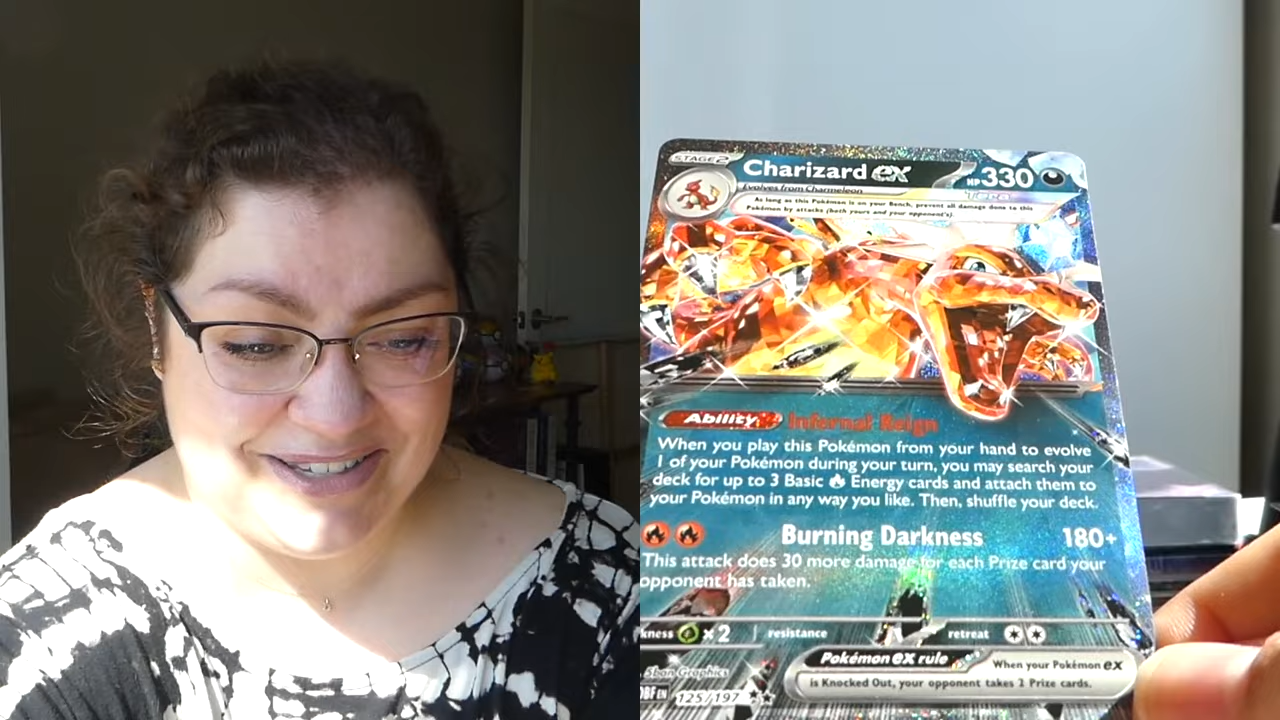 STAGE2
Charizard ex HP 330
Evolves from Charmeleon
Tera
As long as this Pokémon is on your Bench, prevent all damage done to this
Pokémon by attacks (both yours and your opponent's).
Ability Infernal Reign
When you play this Pokémon from your hand to evolve
1 of your Pokémon during your turn, you may search your
deck for up to 3 Basic Energy cards and attach them to
your Pokémon in any way you like. Then, shuffle your deck.
Burning Darkness 180+
This attack does 30 more damage for each Prize card your
opponent has taken.
kness ×2 resistance retreat
5ban Graphics
Pokémon ex rule
When your Pokémon ex
is Knocked Out, your opponent takes 2 Prize cards.
OBF EN 125/197